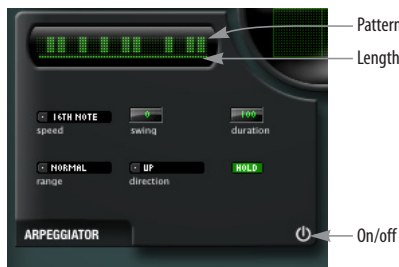 Pattern
Length
16TH NOTE 0 100
speed swing duration
NORMAL UP HOLD
range direction
ARPEGGIATOR On/off